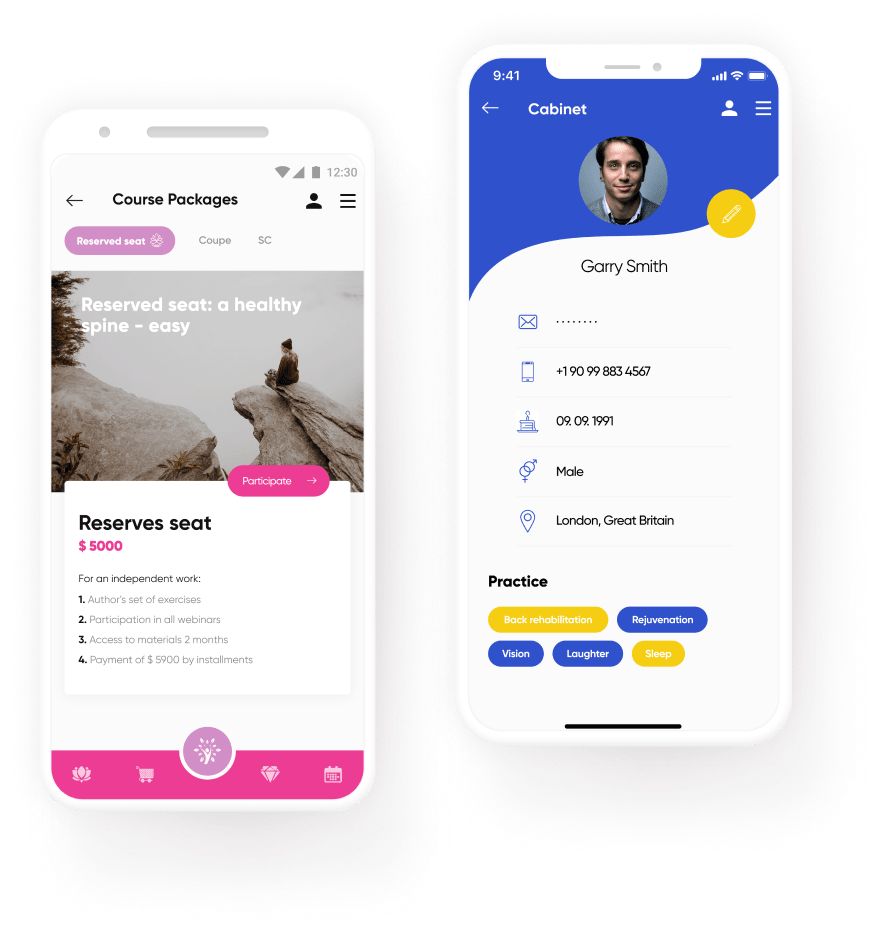 12:30
Course Packages
Reserved seat Coupe SC
Reserved seat: a healthy
spine - easy
Participate
Reserves seat
$ 5000
For an independent work:
1. Author's set of exercises
2. Participation in all webinars
3. Access to materials 2 months
4. Payment of $ 5900 by installments
9:41
Cabinet
Garry Smith
........
+1 90 99 883 4567
09. 09. 1991
Male
London, Great Britain
Practice
Back rehabilitation Rejuvenation
Vision Laughter Sleep